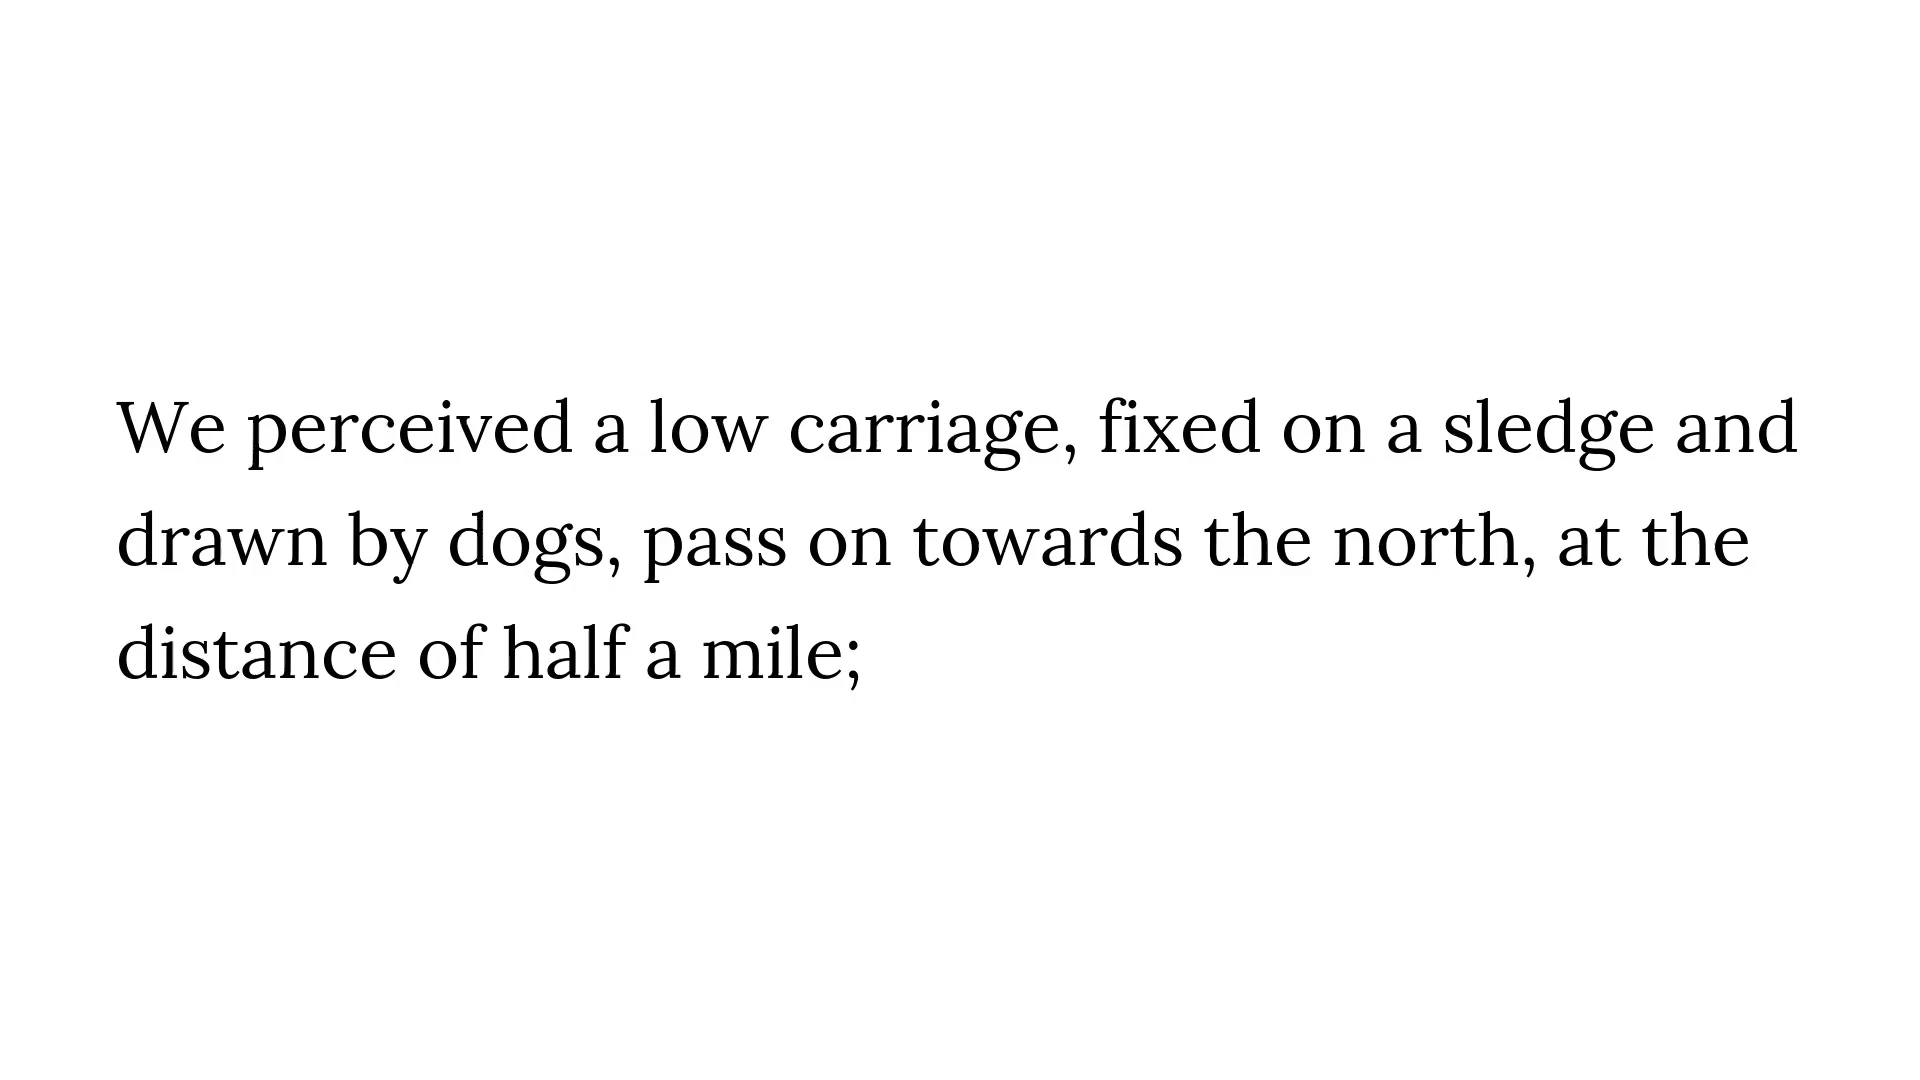 We perceived a low carriage, fixed on a sledge and
drawn by dogs, pass on towards the north, at the
distance of half a mile;